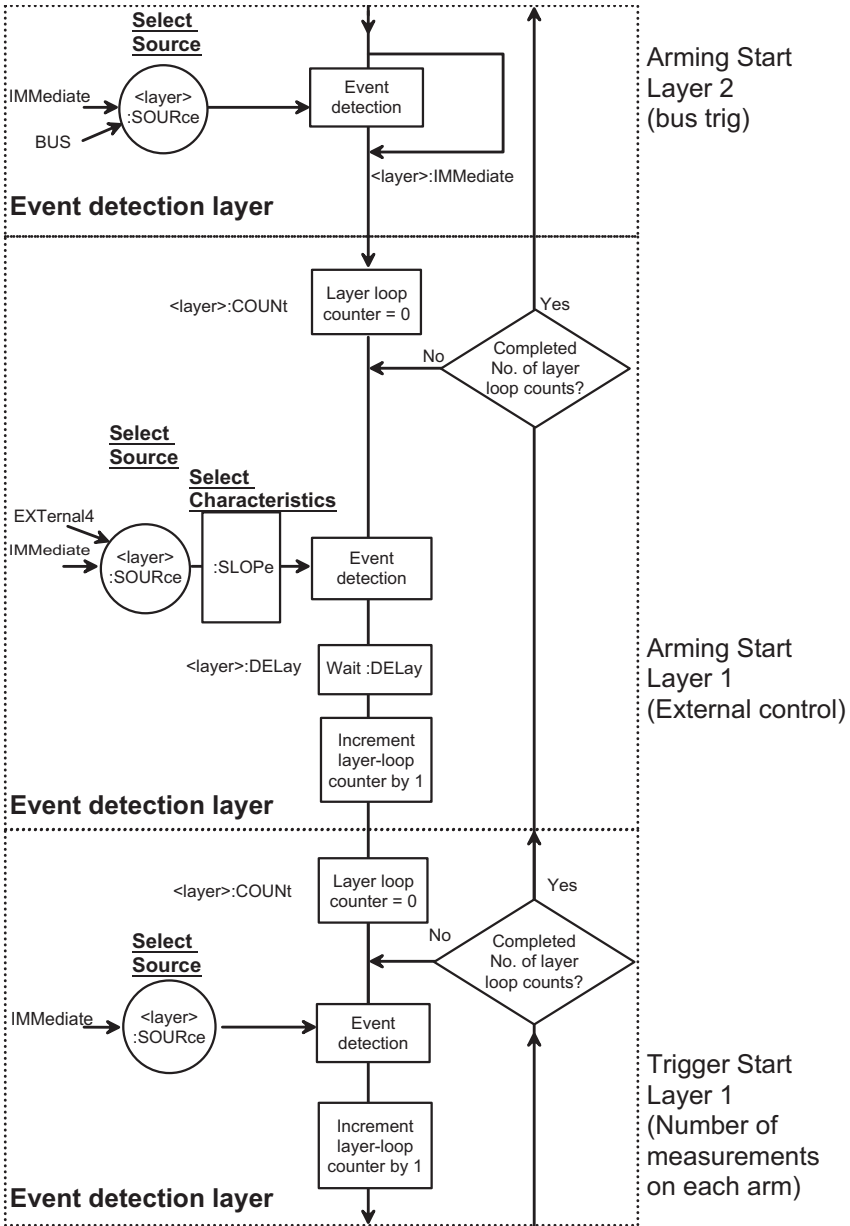 Select
Source
IMMediate
BUS
<layer>
:SOURce
Event
detection
<layer>:IMMediate
Event detection layer
Arming Start
Layer 2
(bus trig)
<layer>:COUNt
Layer loop
counter = 0
Yes
No
Completed
No. of layer
loop counts?
Select
Source
Select
Characteristics
EXTernal4
IMMediate
<layer>
:SOURce
:SLOPe
Event
detection
<layer>:DELay
Wait :DELay
Increment
layer-loop
counter by 1
Event detection layer
Arming Start
Layer 1
(External control)
<layer>:COUNt
Layer loop
counter = 0
Yes
No
Completed
No. of layer
loop counts?
Select
Source
IMMediate
<layer>
:SOURce
Event
detection
Increment
layer-loop
counter by 1
Event detection layer
Trigger Start
Layer 1
(Number of
measurements
on each arm)